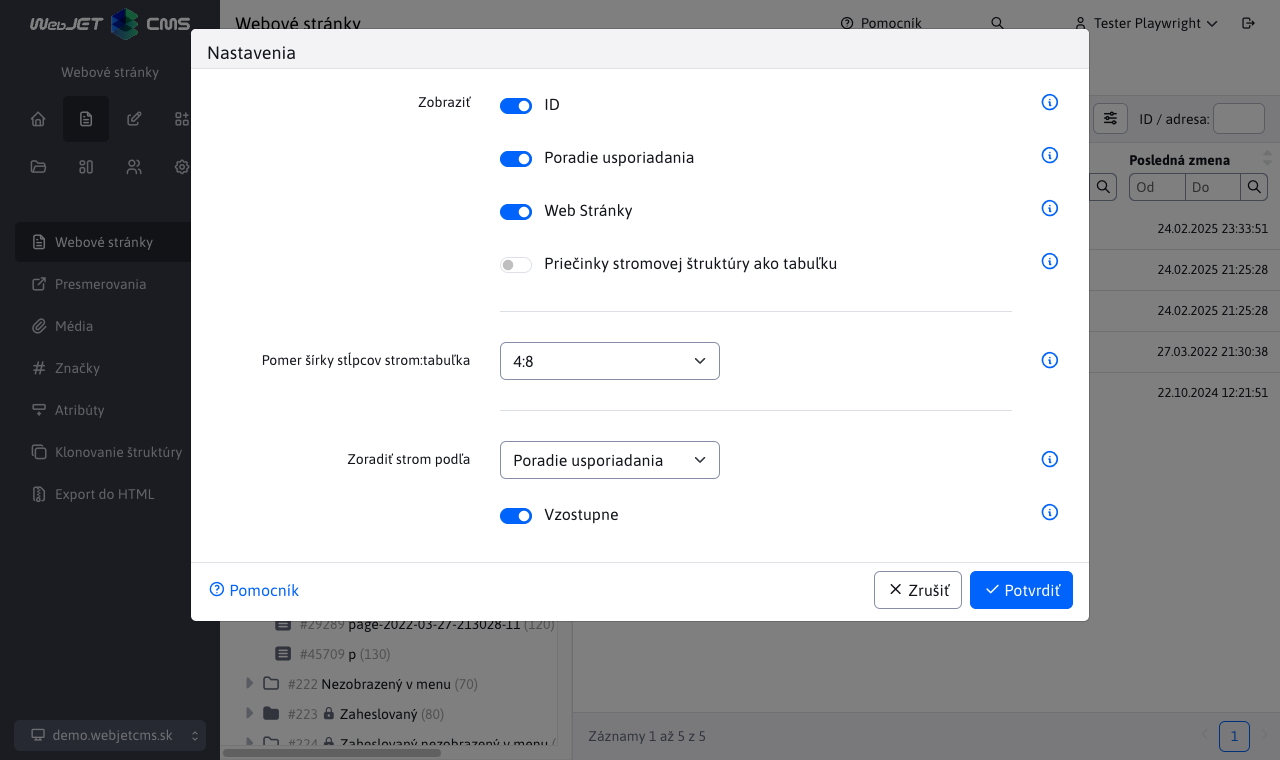 WebJET CMS
Webové stránky
Pomocník
Tester Playwright
Nastavenia
Webové stránky
Zobraziť
ID
Poradie usporiadania
Web Stránky
Priečinky stromovej štruktúry ako tabuľku
Pomer šírky stĺpcov strom:tabuľka
4:8
Zoradiť strom podľa
Poradie usporiadania
Vzostupne
Pomocník
Zrušiť
Potvrdiť
ID / adresa:
Posledná zmena
Od
Do
24.02.2025 23:33:51
24.02.2025 21:25:28
24.02.2025 21:25:28
27.03.2022 21:30:38
22.10.2024 12:21:51
Webové stránky
Presmerovania
Média
Značky
Atribúty
Klonovanie štruktúry
Export do HTML
demo.webjetcms.sk
#29289 page-2022-03-27-213028-11 (120)
#45709 p (130)
#222 Nezobrazený v menu (70)
#223 Zaheslovaný (80)
#224 Zaheslovaný nezobrazený v menu (
Záznamy 1 až 5 z 5
1